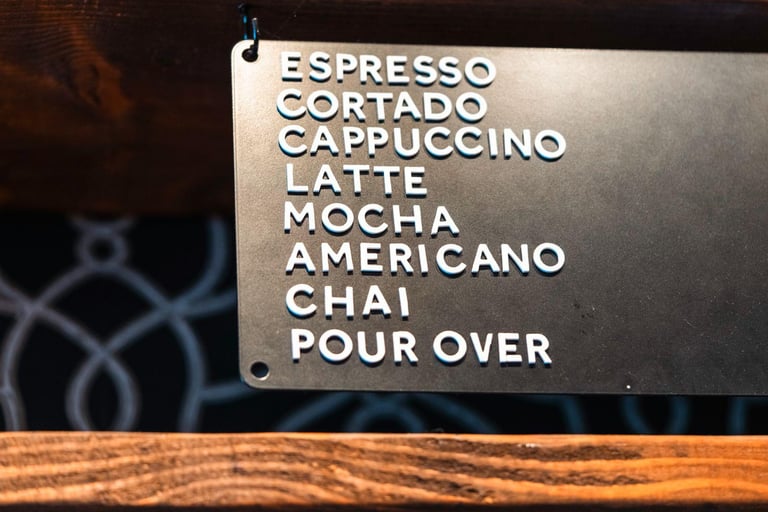 ESPRESSO
CORTADO
CAPPUCCINO
LATTE
MOCHA
AMERICANO
CHAI
POUR OVER